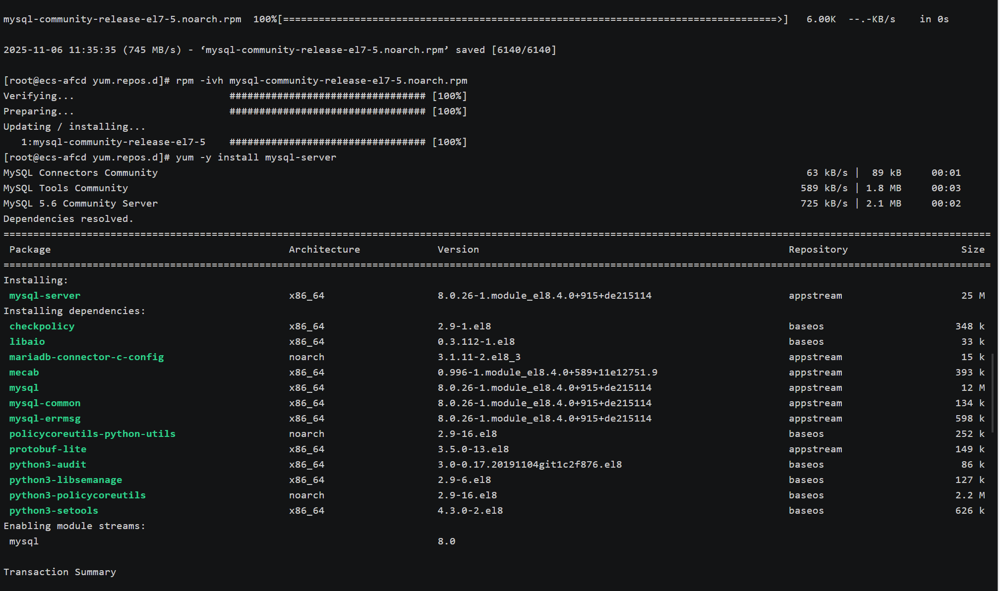 mysql-community-release-el7-5.noarch.rpm  100%[===================================================================================>]   6.00K  --.-KB/s    in 0s
2025-11-06 11:35:35 (745 MB/s) - ‘mysql-community-release-el7-5.noarch.rpm’ saved [6140/6140]
[root@ecs-afcd yum.repos.d]# rpm -ivh mysql-community-release-el7-5.noarch.rpm
Verifying...                          ################################# [100%]
Preparing...                          ################################# [100%]
Updating / installing...
   1:mysql-community-release-el7-5    ################################# [100%]
[root@ecs-afcd yum.repos.d]# yum -y install mysql-server
MySQL Connectors Community    63 kB/s |  89 kB     00:01
MySQL Tools Community    589 kB/s | 1.8 MB     00:03
MySQL 5.6 Community Server    725 kB/s | 2.1 MB     00:02
Dependencies resolved.
======================================================================================================================================================================
 Package    Architecture    Version    Repository    Size
======================================================================================================================================================================
Installing:
 mysql-server    x86_64    8.0.26-1.module_el8.4.0+915+de215114    appstream    25 M
Installing dependencies:
 checkpolicy    x86_64    2.9-1.el8    baseos    348 k
 libaio    x86_64    0.3.112-1.el8    baseos    33 k
 mariadb-connector-c-config    noarch    3.1.11-2.el8_3    appstream    15 k
 mecab    x86_64    0.996-1.module_el8.4.0+589+11e12751.9    appstream    393 k
 mysql    x86_64    8.0.26-1.module_el8.4.0+915+de215114    appstream    12 M
 mysql-common    x86_64    8.0.26-1.module_el8.4.0+915+de215114    appstream    134 k
 mysql-errmsg    x86_64    8.0.26-1.module_el8.4.0+915+de215114    appstream    598 k
 policycoreutils-python-utils    noarch    2.9-16.el8    baseos    252 k
 protobuf-lite    x86_64    3.5.0-13.el8    appstream    149 k
 python3-audit    x86_64    3.0-0.17.20191104git1c2f876.el8    baseos    86 k
 python3-libsemanage    x86_64    2.9-6.el8    baseos    127 k
 python3-policycoreutils    noarch    2.9-16.el8    baseos    2.2 M
 python3-setools    x86_64    4.3.0-2.el8    baseos    626 k
Enabling module streams:
 mysql    8.0
Transaction Summary